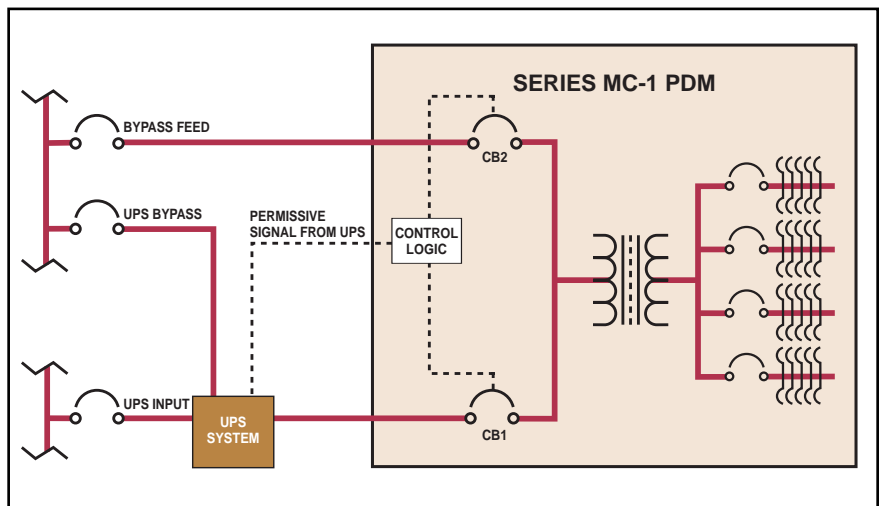 SERIES MC-1 PDM
BYPASS FEED
CB2
UPS BYPASS
PERMISSIVE
SIGNAL FROM UPS
CONTROL
LOGIC
UPS INPUT
UPS
SYSTEM
CB1